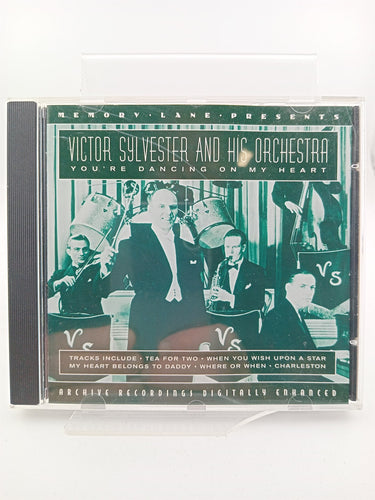 MEMORY · LANE · PRESENTS
VICTOR SYLVESTER AND HIS ORCHESTRA
YOU'RE DANCING ON MY HEART
VS
VS
VS
TRACKS INCLUDE · TEA FOR TWO · WHEN YOU WISH UPON A STAR
MY HEART BELONGS TO DADDY · WHERE OR WHEN · CHARLESTON
ARCHIVE RECORDINGS DIGITALLY ENHANCED